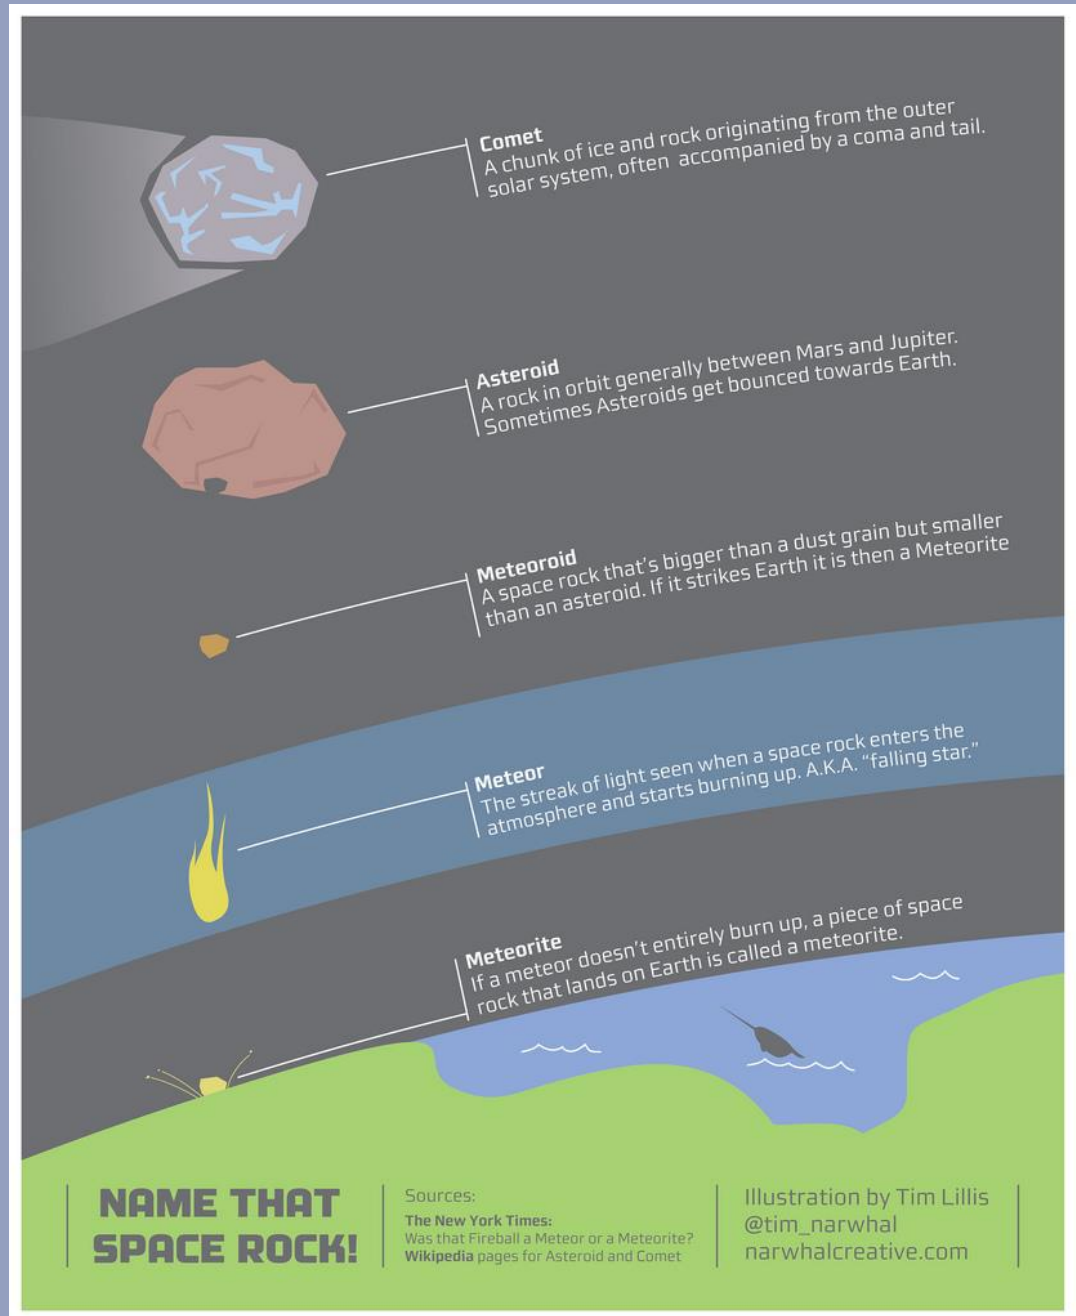 Comet
A chunk of ice and rock originating from the outer
solar system, often accompanied by a coma and tail.
Asteroid
A rock in orbit generally between Mars and Jupiter.
Sometimes Asteroids get bounced towards Earth.
Meteoroid
A space rock that's bigger than a dust grain but smaller
than an asteroid. If it strikes Earth it is then a Meteorite
Meteor
The streak of light seen when a space rock enters the
atmosphere and starts burning up. A.K.A. “falling star.”
Meteorite
If a meteor doesn't entirely burn up, a piece of space
rock that lands on Earth is called a meteorite.
NAME THAT
SPACE ROCK!
Sources:
The New York Times:
Was that Fireball a Meteor or a Meteorite?
Wikipedia pages for Asteroid and Comet
Illustration by Tim Lillis
@tim_narwhal
narwhalcreative.com